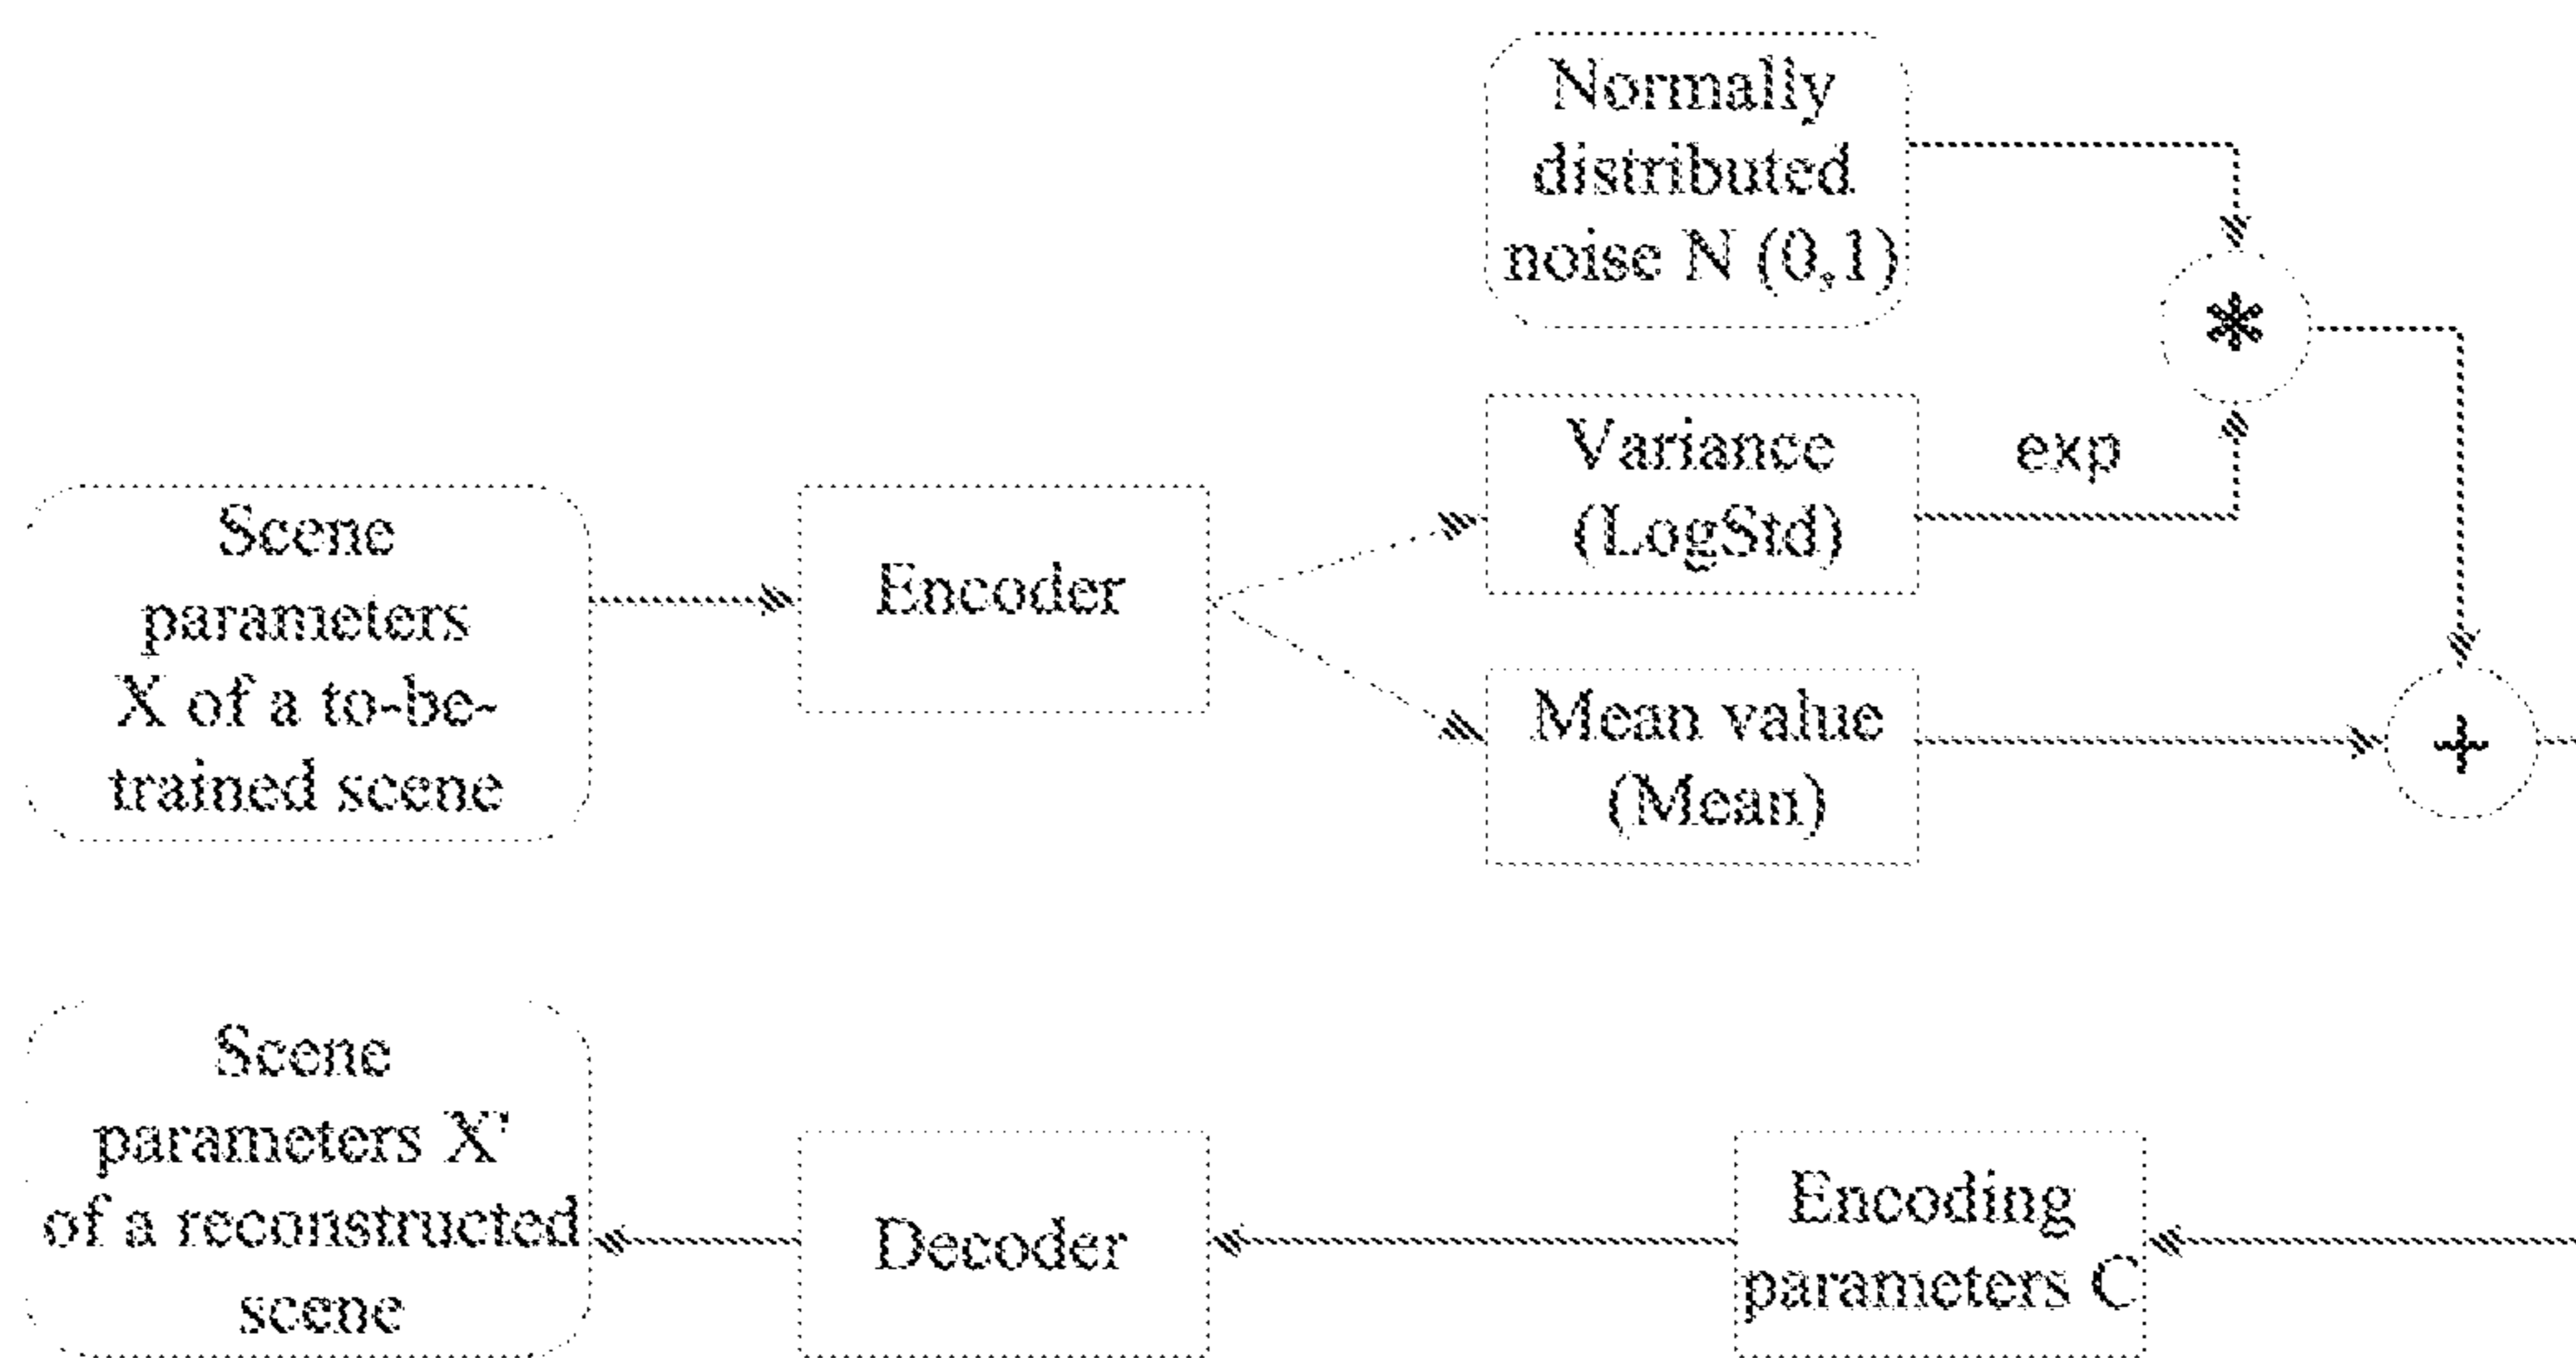 Normally
distributed
noise N (0,1)
*
Variance
(LogStd)
exp
Scene
parameters
X of a to-be-
trained scene
Encoder
Mean value
(Mean)
+
Scene
parameters X'
of a reconstructed
scene
Decoder
Encoding
parameters C